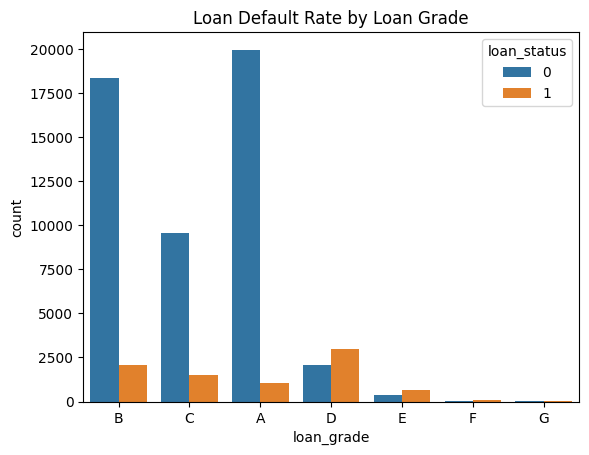 Loan Default Rate by Loan Grade
loan_status
0
1
20000
17500
15000
12500
10000
7500
5000
2500
0
count
B C A D E F G
loan_grade